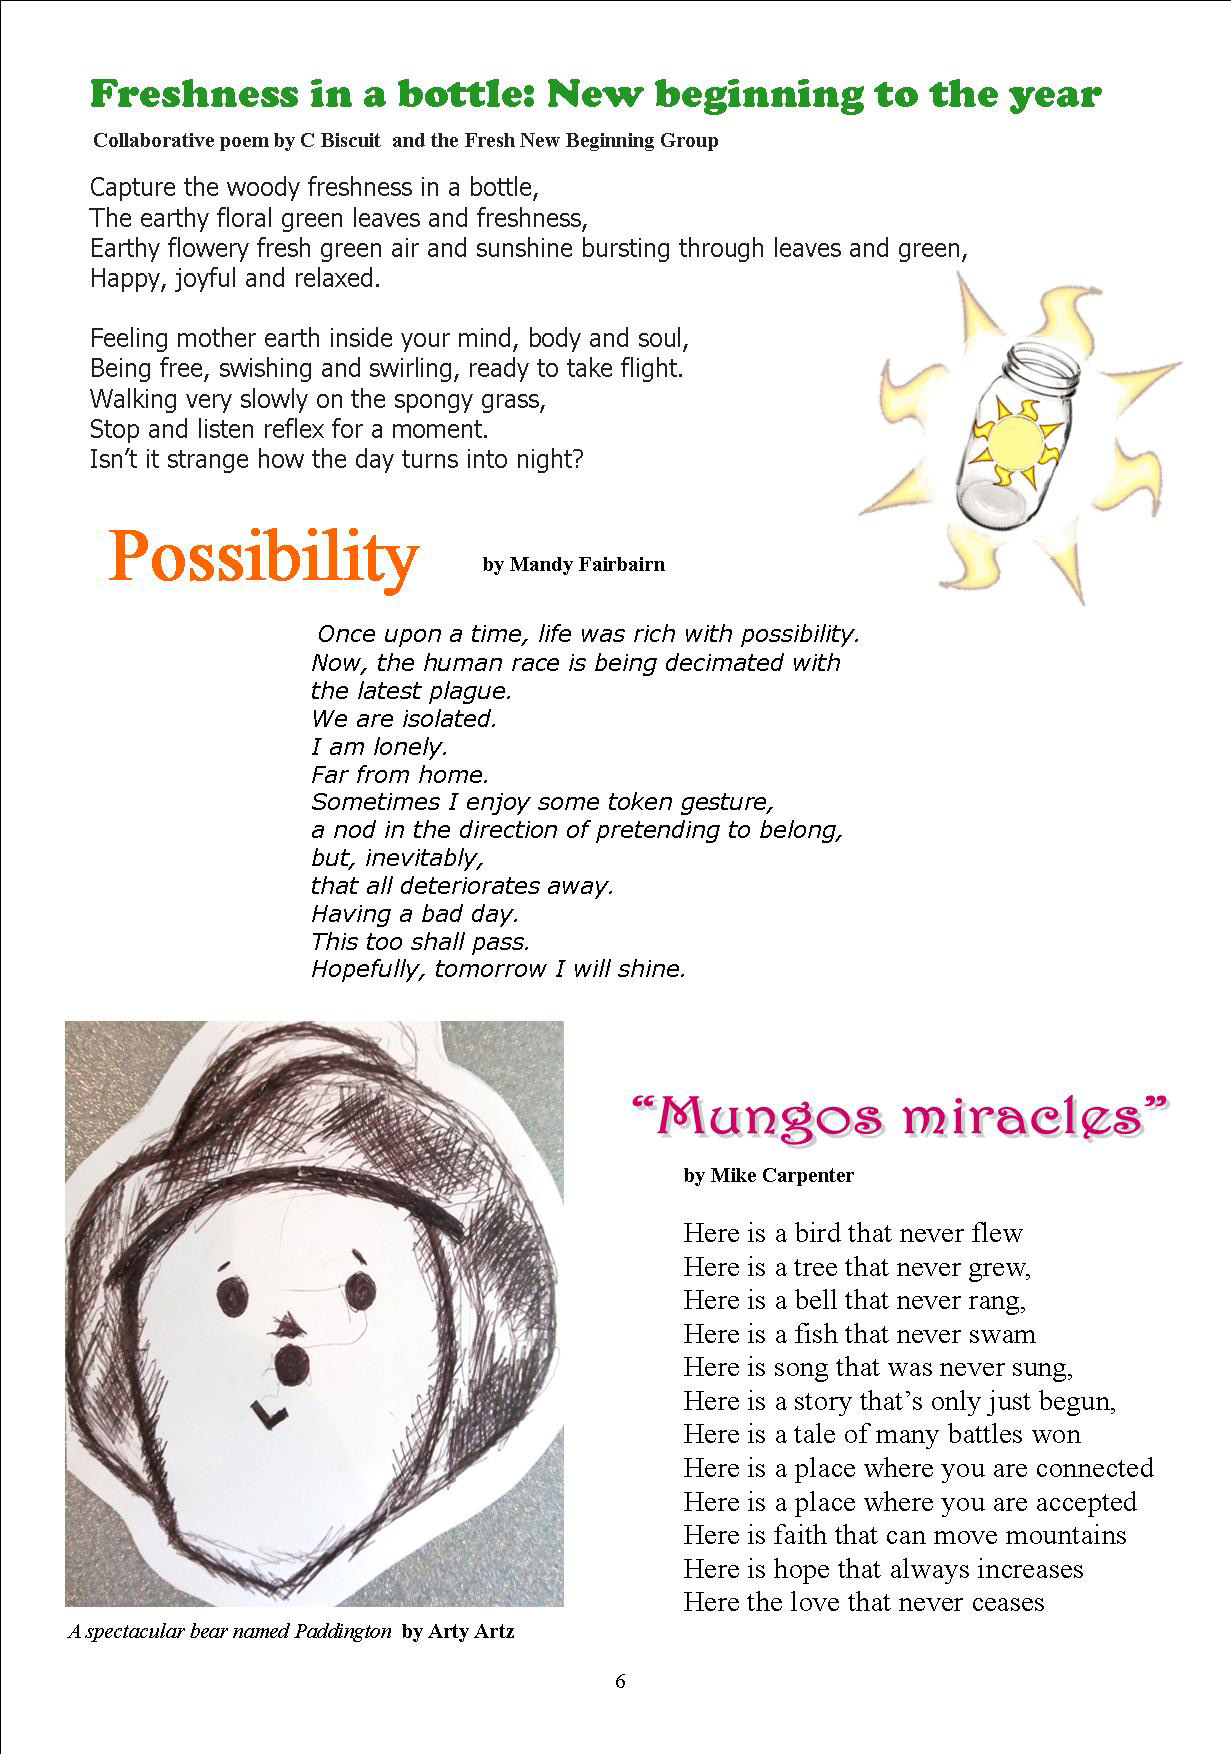 Freshness in a bottle: New beginning to the year
Collaborative poem by C Biscuit and the Fresh New Beginning Group
Capture the woody freshness in a bottle,
The earthy floral green leaves and freshness,
Earthy flowery fresh green air and sunshine bursting through leaves and green,
Happy, joyful and relaxed.
Feeling mother earth inside your mind, body and soul,
Being free, swishing and swirling, ready to take flight.
Walking very slowly on the spongy grass,
Stop and listen reflex for a moment.
Isn’t it strange how the day turns into night?
Possibility
by Mandy Fairbairn
Once upon a time, life was rich with possibility.
Now, the human race is being decimated with
the latest plague.
We are isolated.
I am lonely.
Far from home.
Sometimes I enjoy some token gesture,
a nod in the direction of pretending to belong,
but, inevitably,
that all deteriorates away.
Having a bad day.
This too shall pass.
Hopefully, tomorrow I will shine.
“Mungos miracles”
by Mike Carpenter
Here is a bird that never flew
Here is a tree that never grew,
Here is a bell that never rang,
Here is a fish that never swam
Here is song that was never sung,
Here is a story that’s only just begun,
Here is a tale of many battles won
Here is a place where you are connected
Here is a place where you are accepted
Here is faith that can move mountains
Here is hope that always increases
Here the love that never ceases
A spectacular bear named Paddington by Arty Artz
6